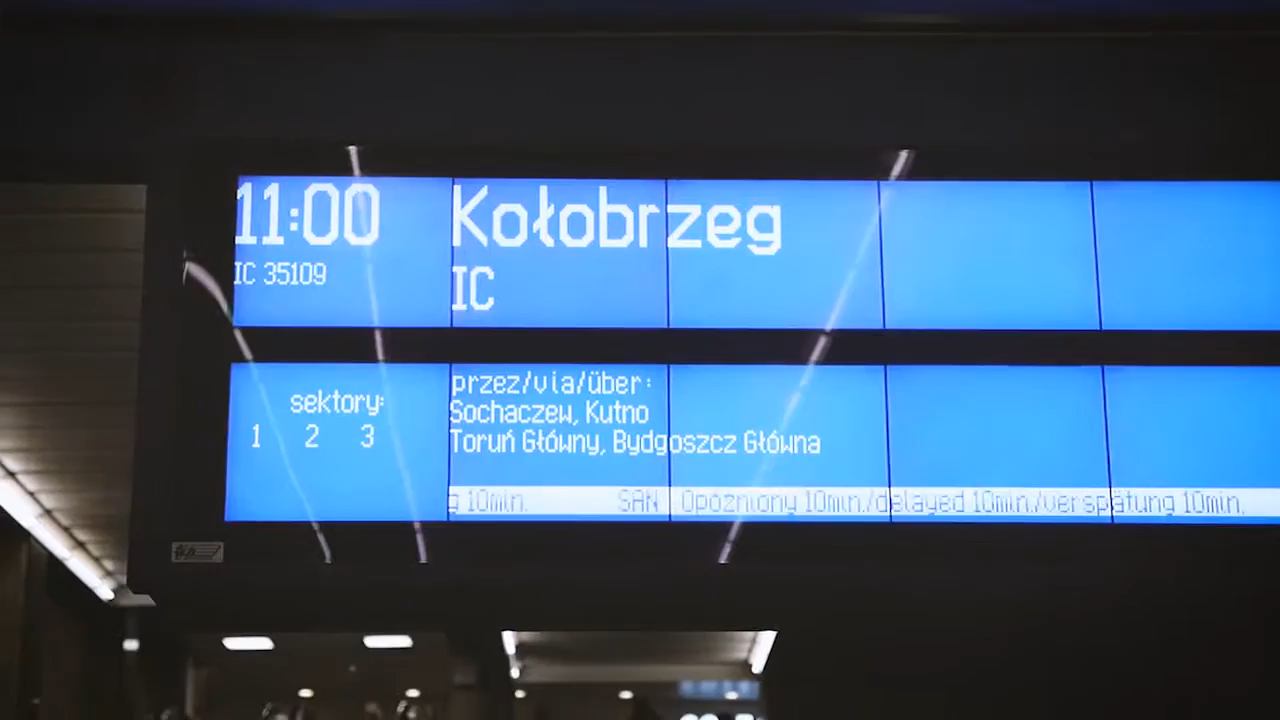 11:00 Kołobrzeg
IC 35109 IC
sektory:
1 2 3
przez/via/über:
Sochaczew, Kutno
Toruń Główny, Bydgoszcz Główna
g 10min. SAN Opóźniony 10min./delayed 10min./verspätung 10min.